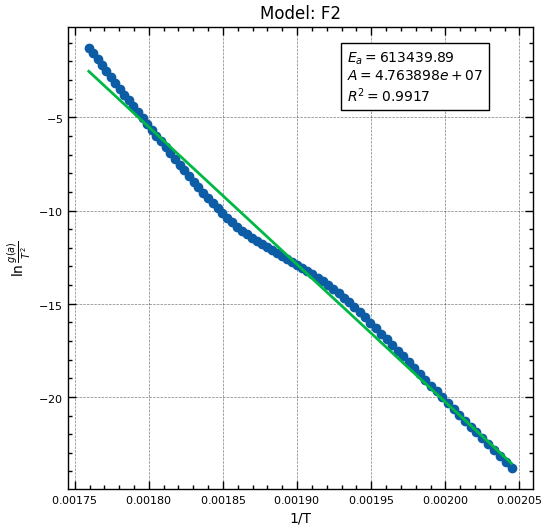 Model: F2
E_a = 613439.89
A = 4.763898e + 07
R^2 = 0.9917
−5
−10
−15
−20
ln g(a)/T^2
0.00175 0.00180 0.00185 0.00190 0.00195 0.00200 0.00205
1/T